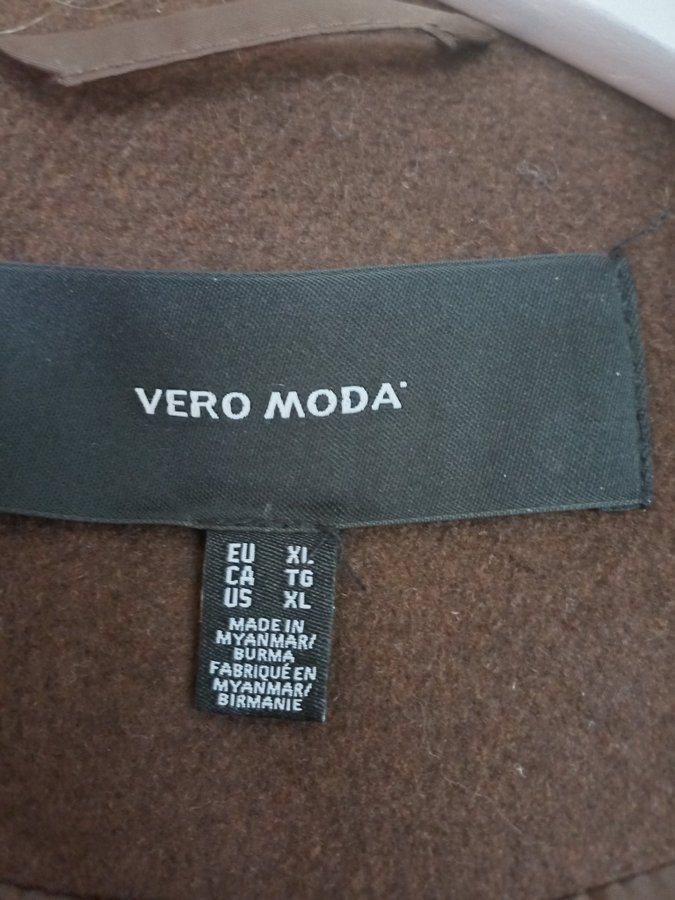 VERO MODA
EU XL
CA TG
US XL
MADE IN
MYANMAR/
BURMA
FABRIQUÉ EN
MYANMAR/
BIRMANIE